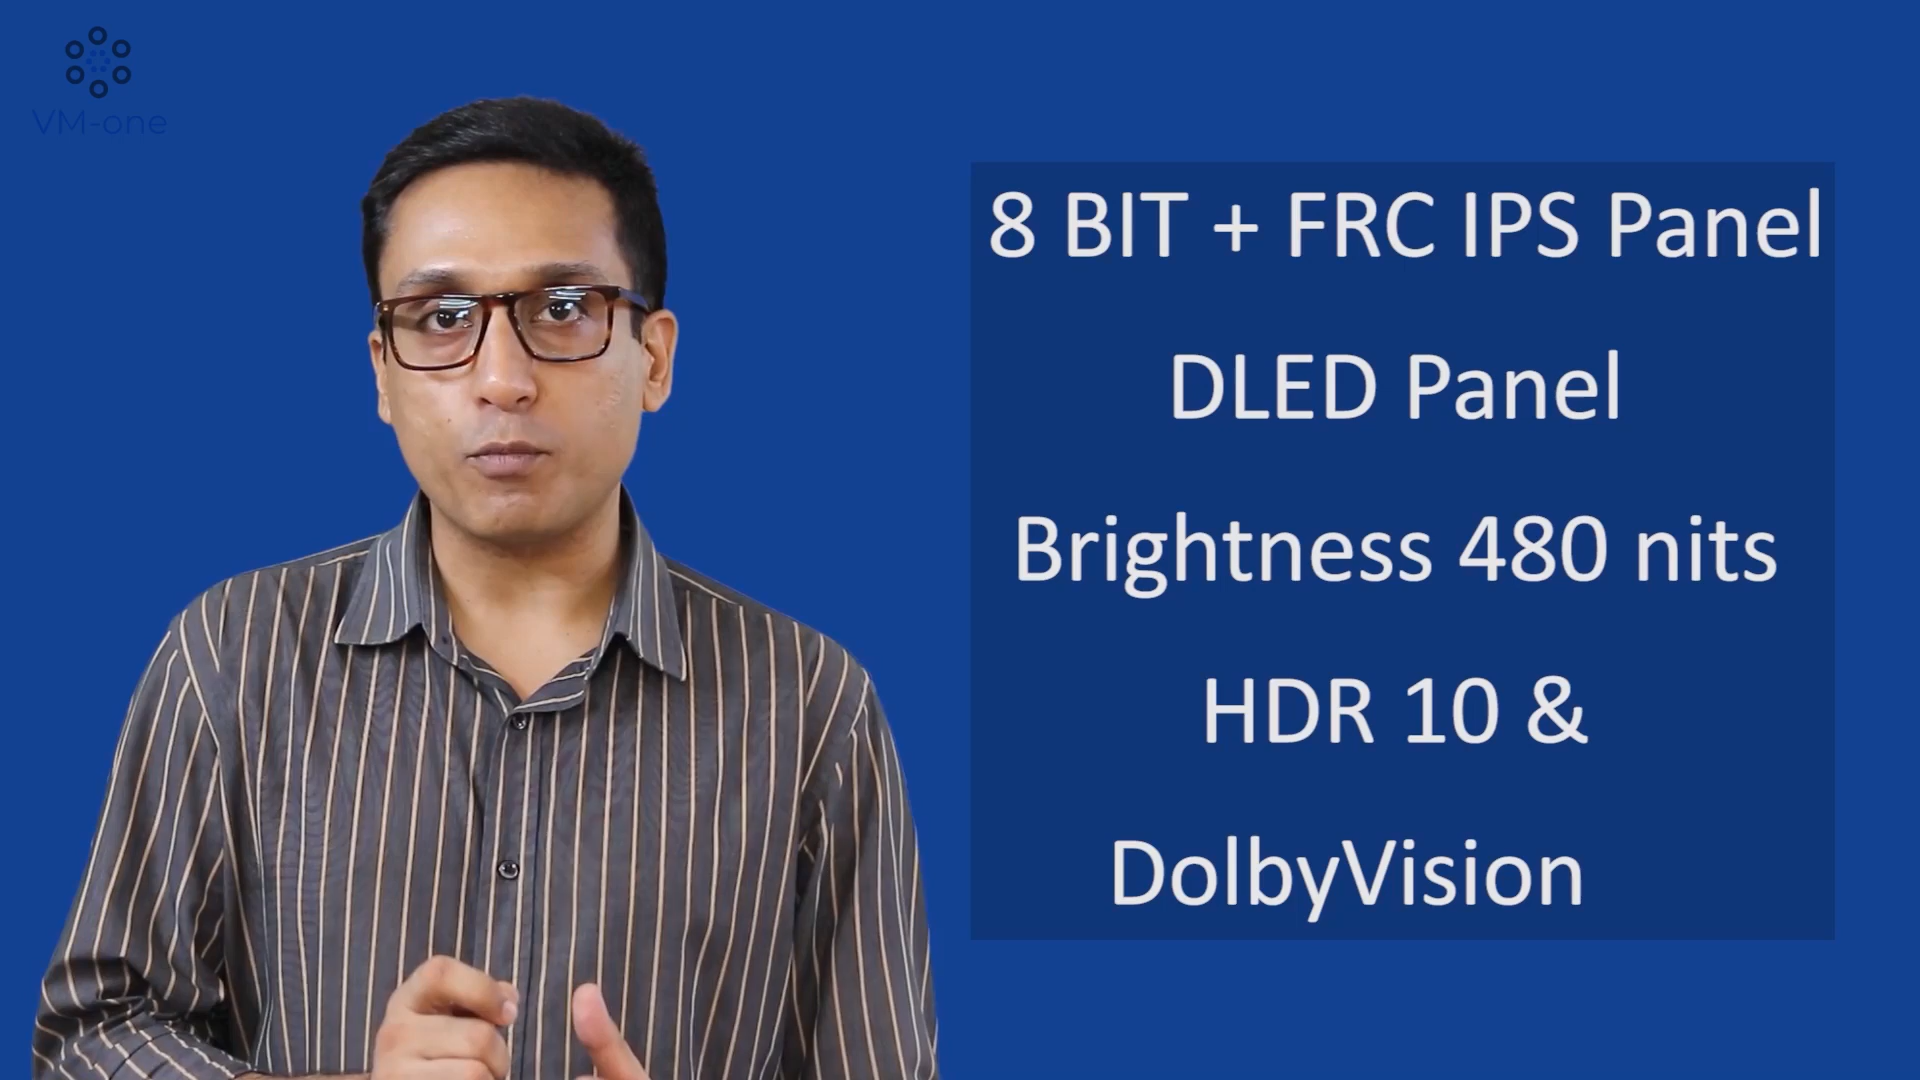 VM-one
8 BIT + FRC IPS Panel
DLED Panel
Brightness 480 nits
HDR 10 &
DolbyVision